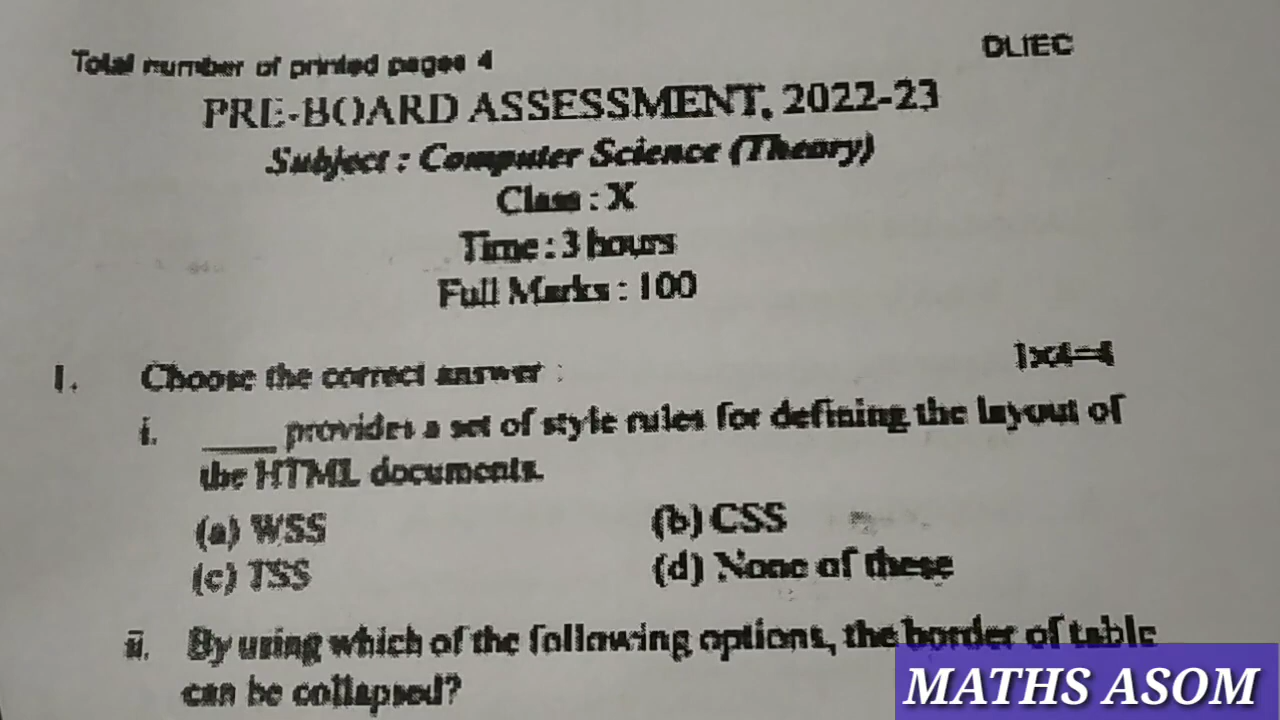 Total number of printed pages 4
DLIEC
PRE-BOARD ASSESSMENT, 2022-23
Subject : Computer Science (Theory)
Class : X
Time : 3 hours
Full Marks : 100
1. Choose the correct answer : 1x4=4
i. ____ provides a set of style rules for defining the layout of
the HTML documents.
(a) WSS (b) CSS
(c) TSS (d) None of these
ii. By using which of the following options, the border of table
can be collapsed?
MATHS ASOM